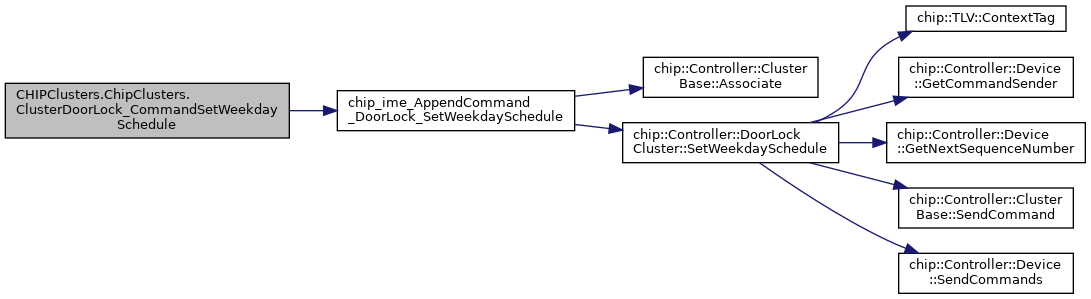 CHIPClusters.ChipClusters.
ClusterDoorLock_CommandSetWeekday
Schedule
chip_ime_AppendCommand
_DoorLock_SetWeekdaySchedule
chip::Controller::Cluster
Base::Associate
chip::Controller::DoorLock
Cluster::SetWeekdaySchedule
chip::TLV::ContextTag
chip::Controller::Device
::GetCommandSender
chip::Controller::Device
::GetNextSequenceNumber
chip::Controller::Cluster
Base::SendCommand
chip::Controller::Device
::SendCommands